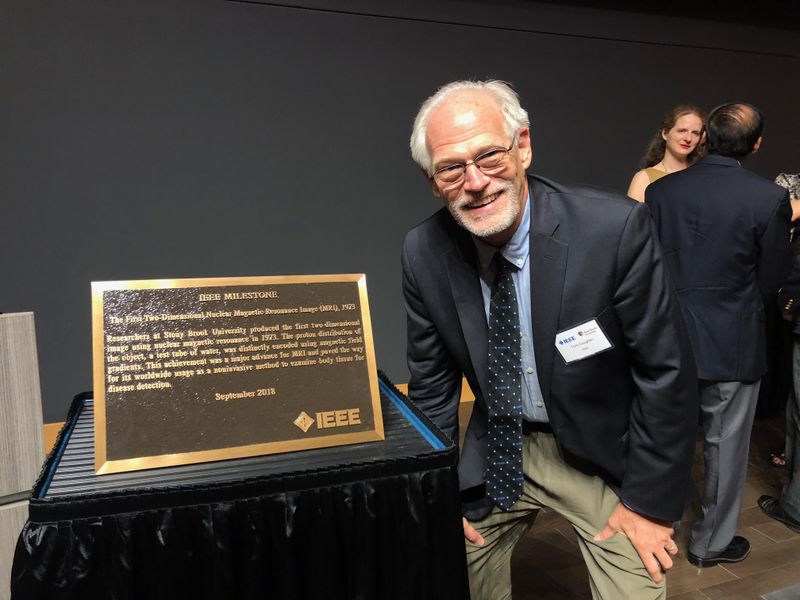 IEEE MILESTONE
The First Two-Dimensional Nuclear Magnetic Resonance Image (MRI), 1973
Researchers at Stony Brook University produced the first two-dimensional
image using nuclear magnetic resonance in 1973. The proton distribution of
the object, a test tube of water, was distinctly encoded using magnetic field
gradients. This achievement was a major advance for MRI and paved the way
for its worldwide usage as a noninvasive method to examine body tissue for
disease detection.
September 2018
IEEE
IEEE
Tom Coughlin